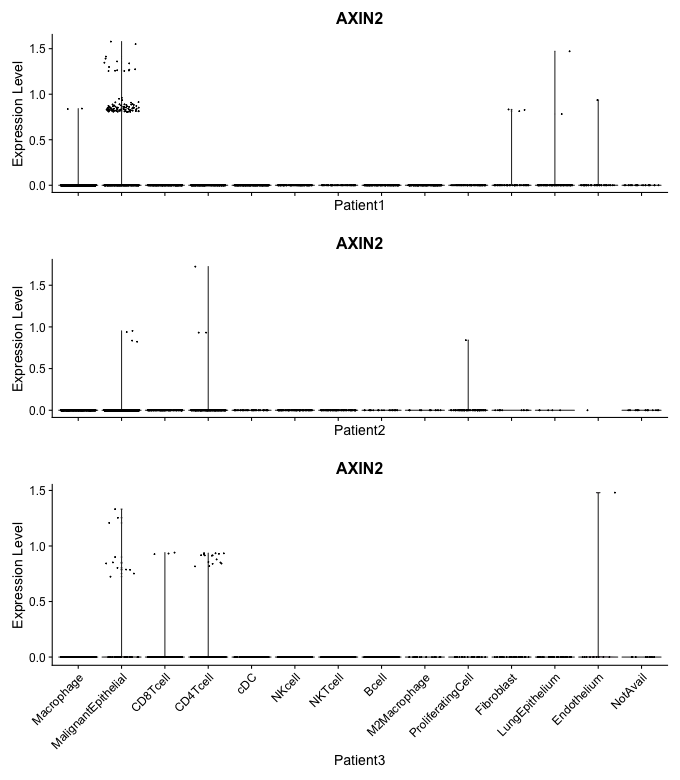 AXIN2
Expression Level
1.5
1.0
0.5
0.0
Patient1
AXIN2
Expression Level
1.5
1.0
0.5
0.0
Patient2
AXIN2
Expression Level
1.5
1.0
0.5
0.0
Macrophage
MalignantEpithelial
CD8Tcell
CD4Tcell
cDC
NKcell
NKTcell
Bcell
M2Macrophage
ProliferatingCell
Fibroblast
LungEpithelium
Endothelium
NotAvail
Patient3